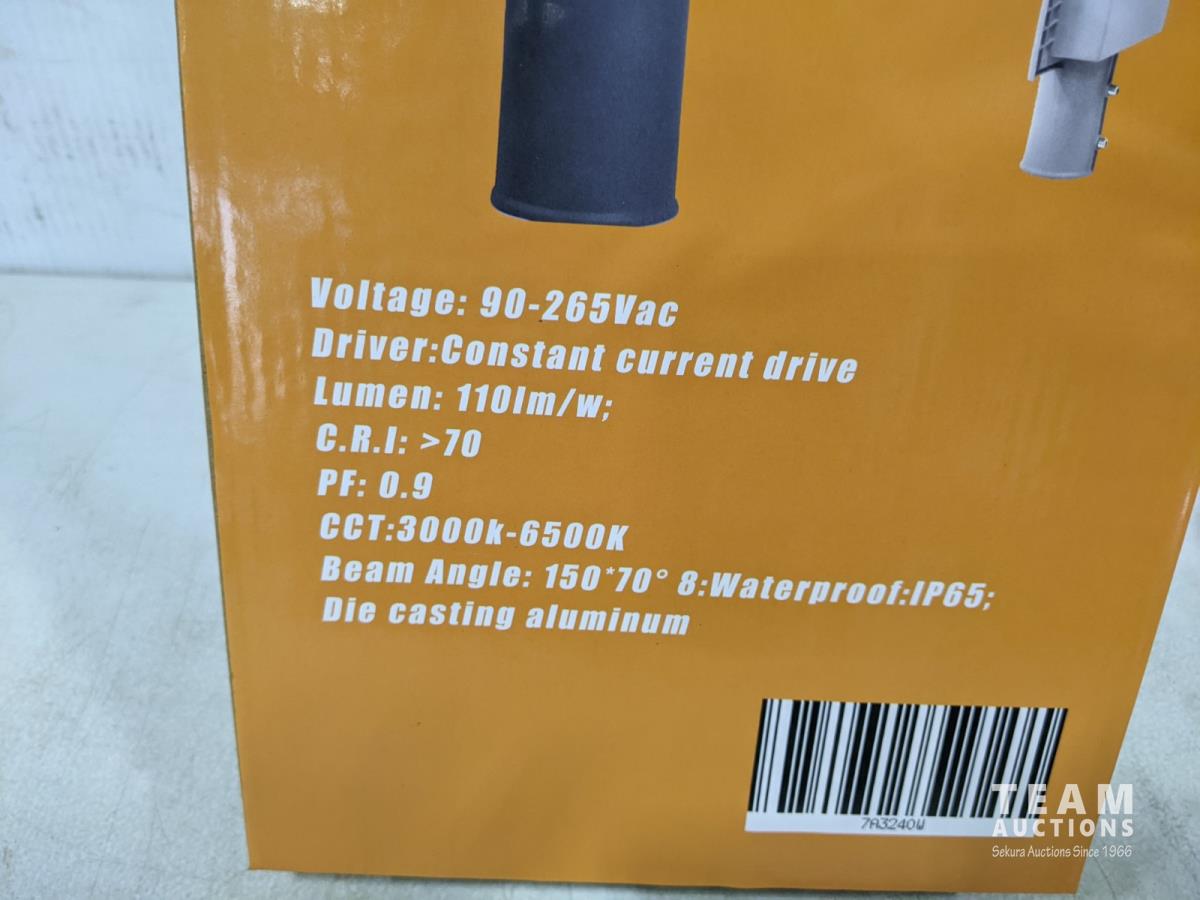 Voltage: 90-265Vac
Driver:Constant current drive
Lumen: 110lm/w;
C.R.I: >70
PF: 0.9
CCT:3000k-6500K
Beam Angle: 150*70° 8:Waterproof:IP65;
Die casting aluminum
7A3240W
TEAM
AUCTIONS
Sekura Auctions Since 1966